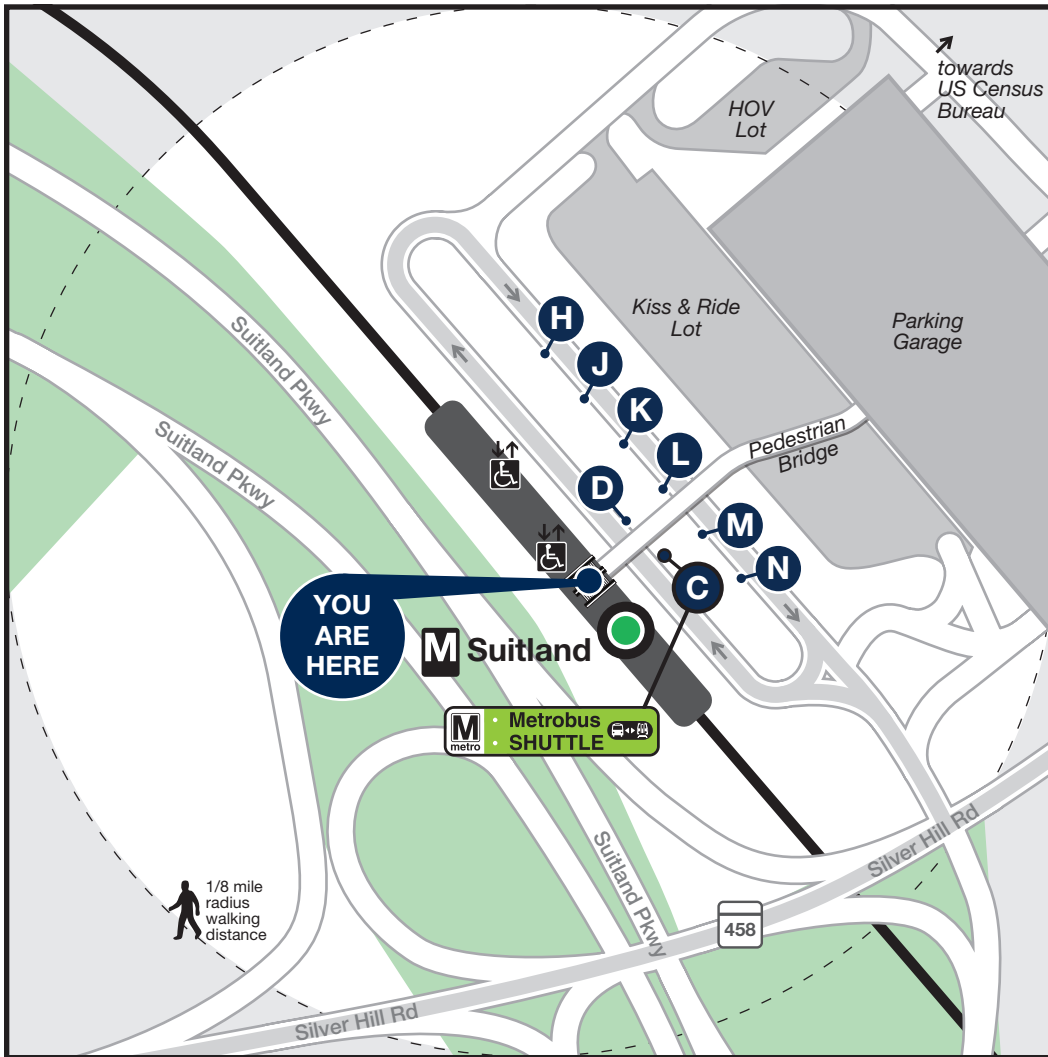 towards
US Census
Bureau
HOV
Lot
Kiss & Ride
Lot
Parking
Garage
Suitland Pkwy
Suitland Pkwy
H
J
K
L
Pedestrian
Bridge
D
M
N
C
YOU
ARE
HERE
M Suitland
M
metro
· Metrobus
· SHUTTLE
Suitland Pkwy
Silver Hill Rd
458
1/8 mile
radius
walking
distance
Silver Hill Rd